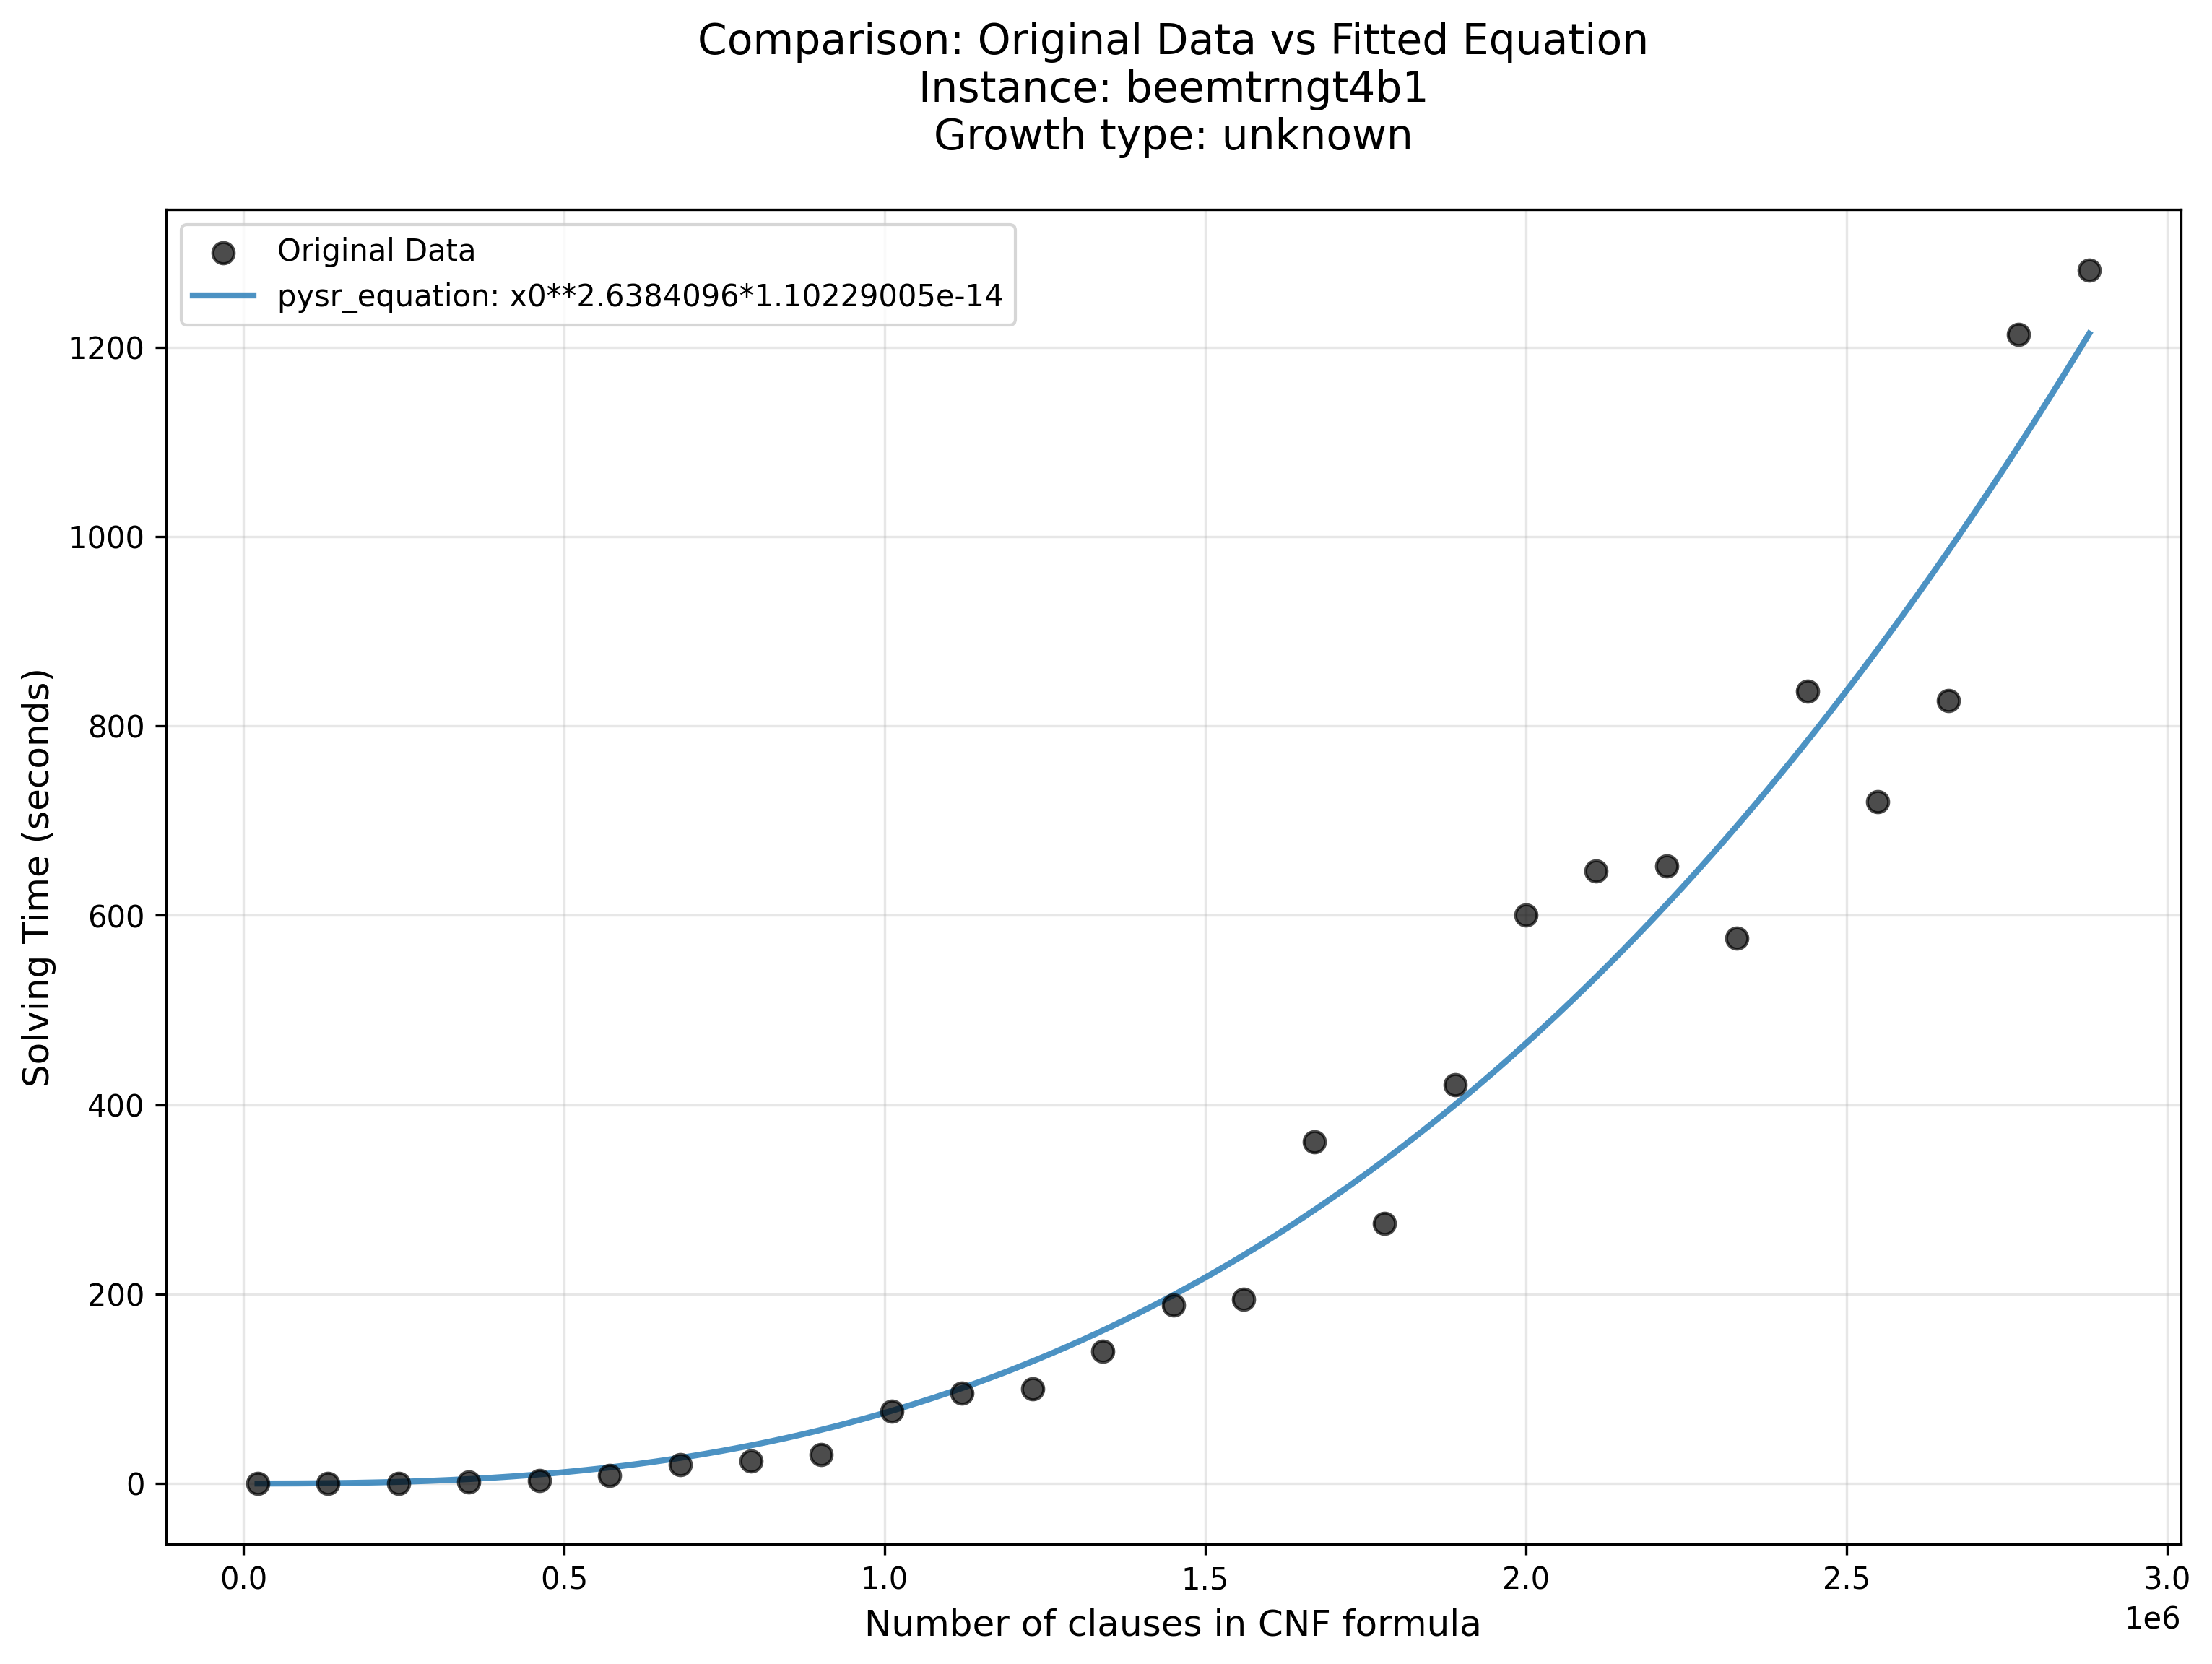 Comparison: Original Data vs Fitted Equation
Instance: beemtrngt4b1
Growth type: unknown
Original Data
pysr_equation: x0**2.6384096*1.10229005e-14
Solving Time (seconds)
1200
1000
800
600
400
200
0
0.0 0.5 1.0 1.5 2.0 2.5 3.0
1e6
Number of clauses in CNF formula